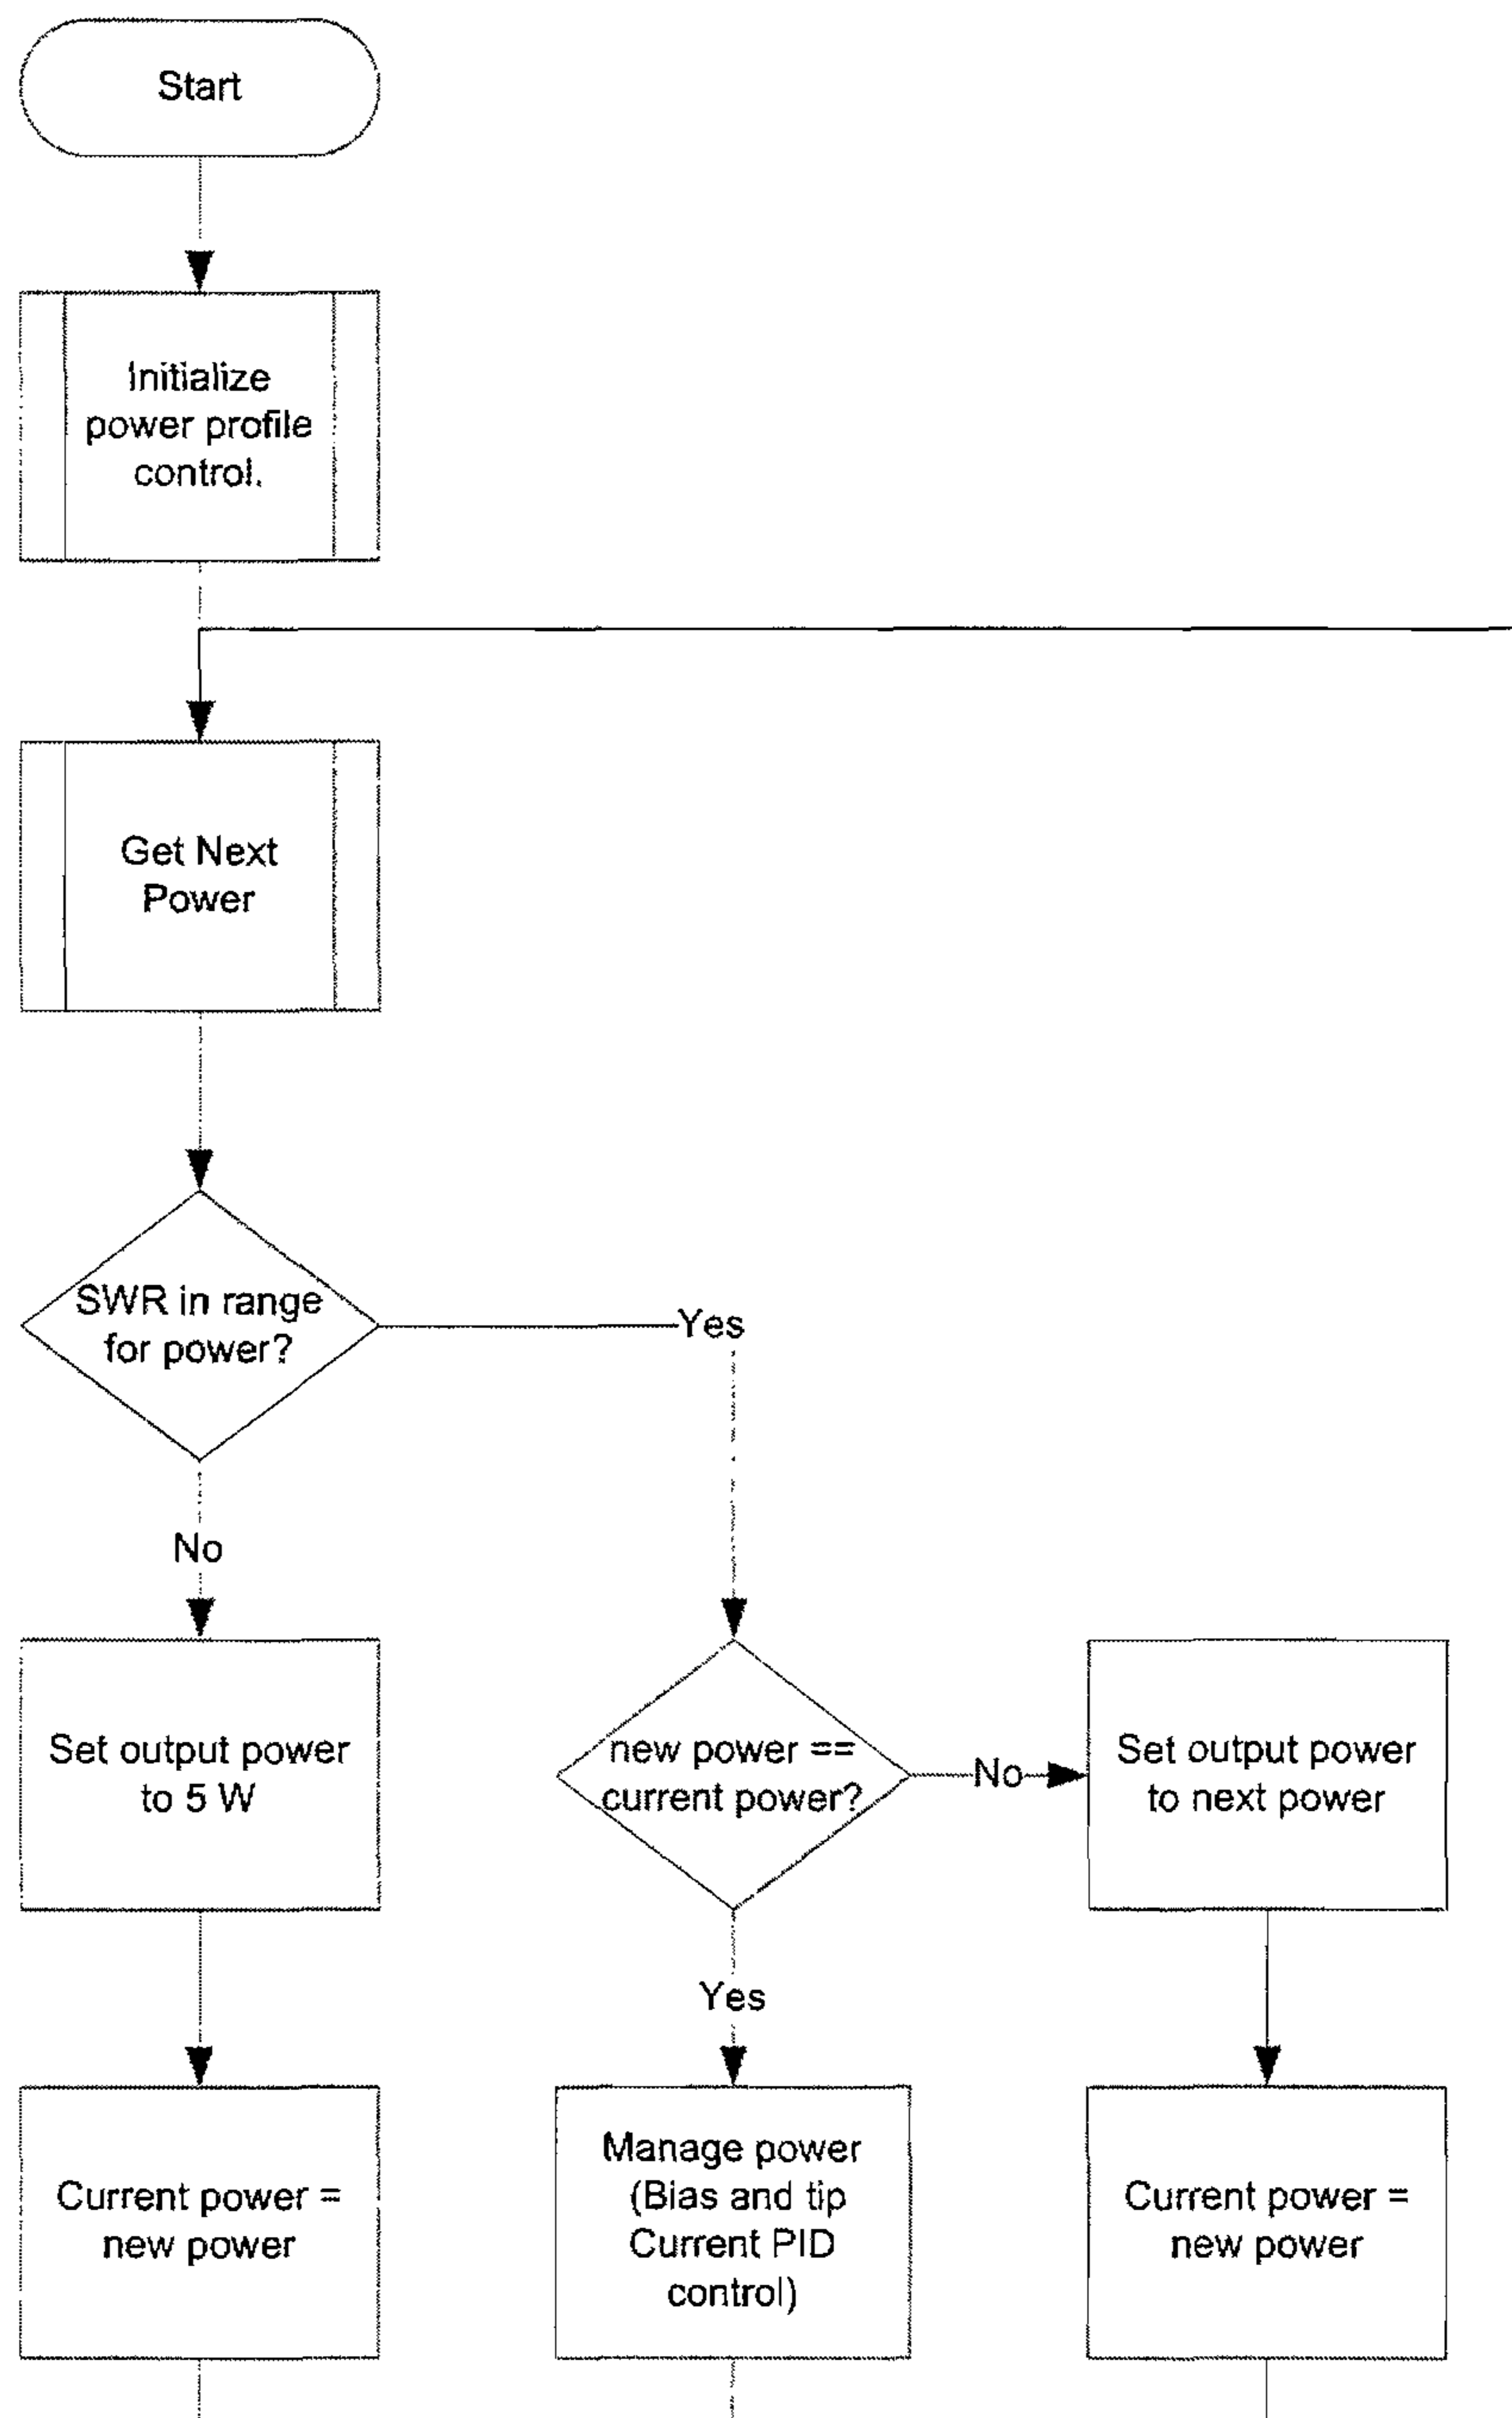 Start
Initialize
power profile
control.
Get Next
Power
SWR in range
for power?
Yes
No
Set output power
to 5 W
new power ==
current power?
No
Set output power
to next power
Yes
Current power =
new power
Manage power
(Bias and tip
Current PID
control)
Current power =
new power